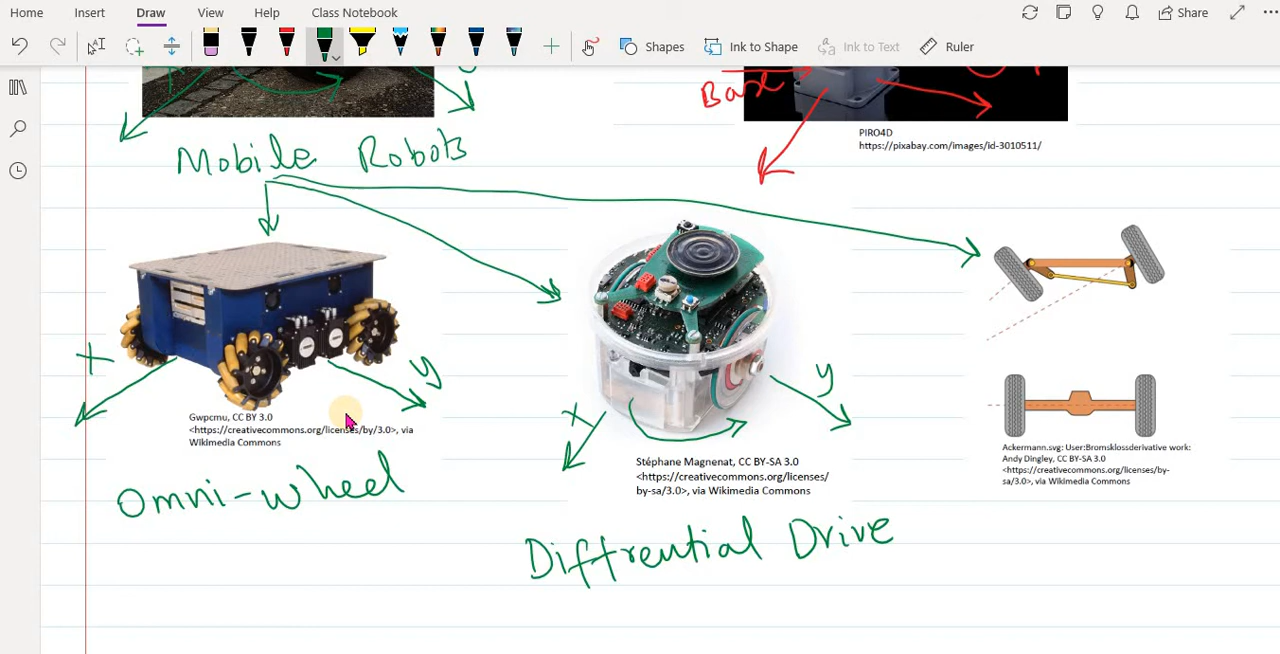 Home Insert Draw View Help Class Notebook Share
Shapes Ink to Shape Ink to Text Ruler
Base
PIRO4D
https://pixabay.com/images/id-3010511/
Mobile Robots
x y
x y
Gwpcmu, CC BY 3.0
<https://creativecommons.org/licenses/by/3.0>, via
Wikimedia Commons
Stéphane Magnenat, CC BY-SA 3.0
<https://creativecommons.org/licenses/
by-sa/3.0>, via Wikimedia Commons
Ackermann.svg: User:Bromsklossderivative work:
Andy Dingley, CC BY-SA 3.0
<https://creativecommons.org/licenses/by-
sa/3.0>, via Wikimedia Commons
Omni-wheel
Diffrential Drive